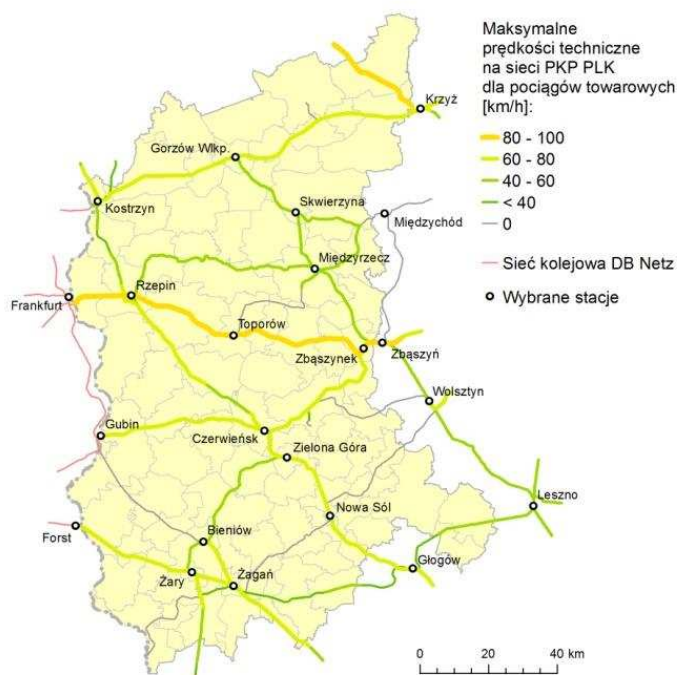 Maksymalne
prędkości techniczne
na sieci PKP PLK
dla pociągów towarowych
[km/h]:
80 - 100
60 - 80
40 - 60
< 40
0
Sieć kolejowa DB Netz
Wybrane stacje
Krzyż
Gorzów Wlkp.
Kostrzyn
Skwierzyna
Międzychód
Międzyrzecz
Rzepin
Frankfurt
Toporów
Zbąszynek
Zbąszyń
Wolsztyn
Gubin
Czerwieńsk
Zielona Góra
Leszno
Nowa Sól
Forst
Bieniów
Głogów
Żary
Żagań
0 20 40 km